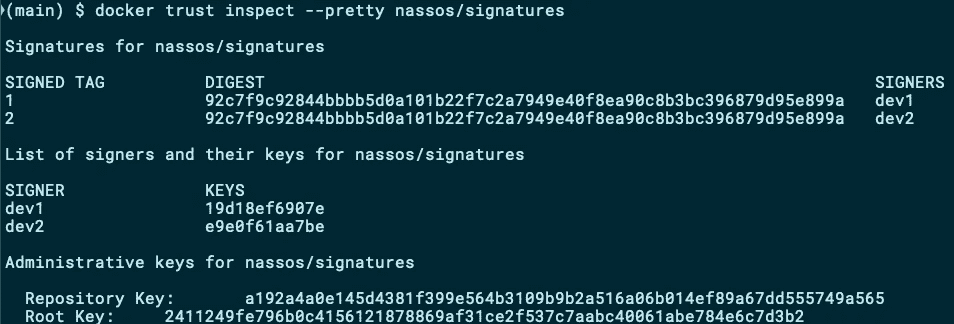 (main) $ docker trust inspect --pretty nassos/signatures
Signatures for nassos/signatures
SIGNED TAG DIGEST SIGNERS
1 92c7f9c92844bbbb5d0a101b22f7c2a7949e40f8ea90c8b3bc396879d95e899a dev1
2 92c7f9c92844bbbb5d0a101b22f7c2a7949e40f8ea90c8b3bc396879d95e899a dev2
List of signers and their keys for nassos/signatures
SIGNER KEYS
dev1 19d18ef6907e
dev2 e9e0f61aa7be
Administrative keys for nassos/signatures
Repository Key: a192a4a0e145d4381f399e564b3109b9b2a516a06b014ef89a67dd555749a565
Root Key: 2411249fe796b0c4156121878869af31ce2f537c7aabc40061abe784e6c7d3b2